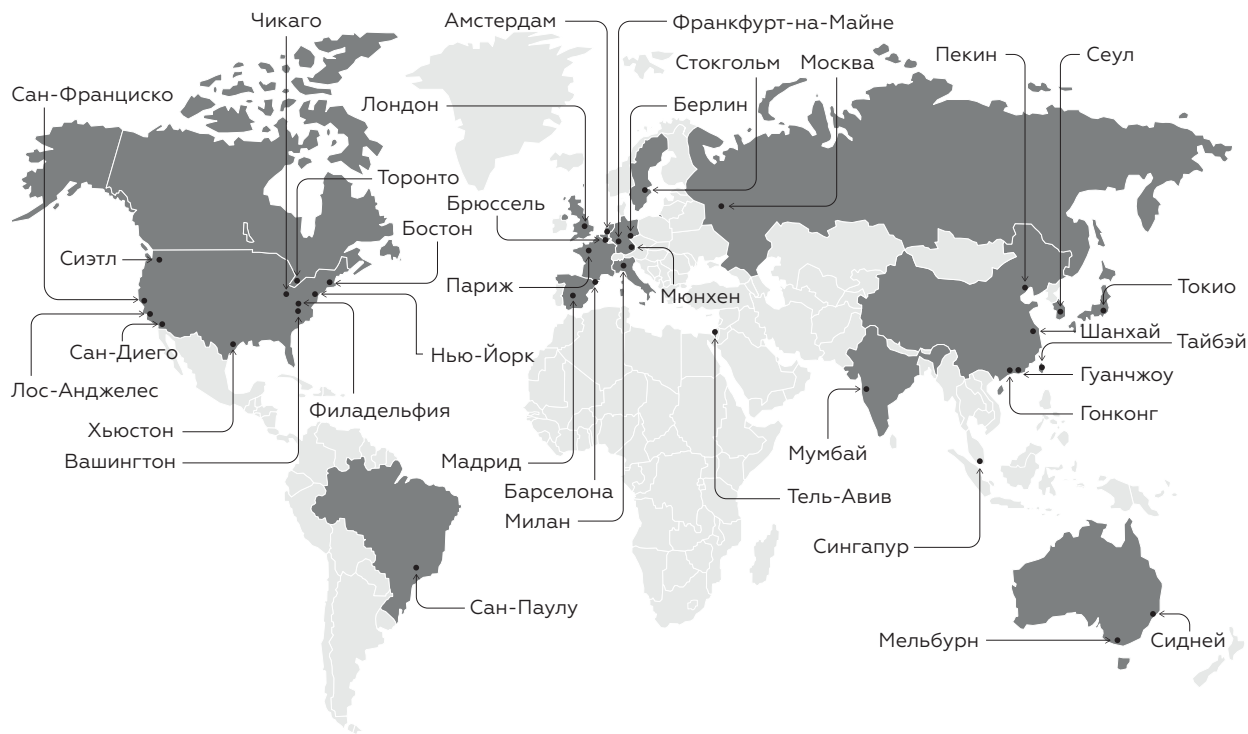 Чикаго
Амстердам
Франкфурт-на-Майне
Стокгольм
Москва
Пекин
Сеул
Сан-Франциско
Лондон
Берлин
Торонто
Брюссель
Бостон
Сиэтл
Париж
Мюнхен
Токио
Шанхай
Тайбэй
Сан-Диего
Нью-Йорк
Лос-Анджелес
Гуанчжоу
Филадельфия
Гонконг
Хьюстон
Вашингтон
Мадрид
Мумбай
Барселона
Тель-Авив
Милан
Сингапур
Сан-Паулу
Мельбурн
Сидней